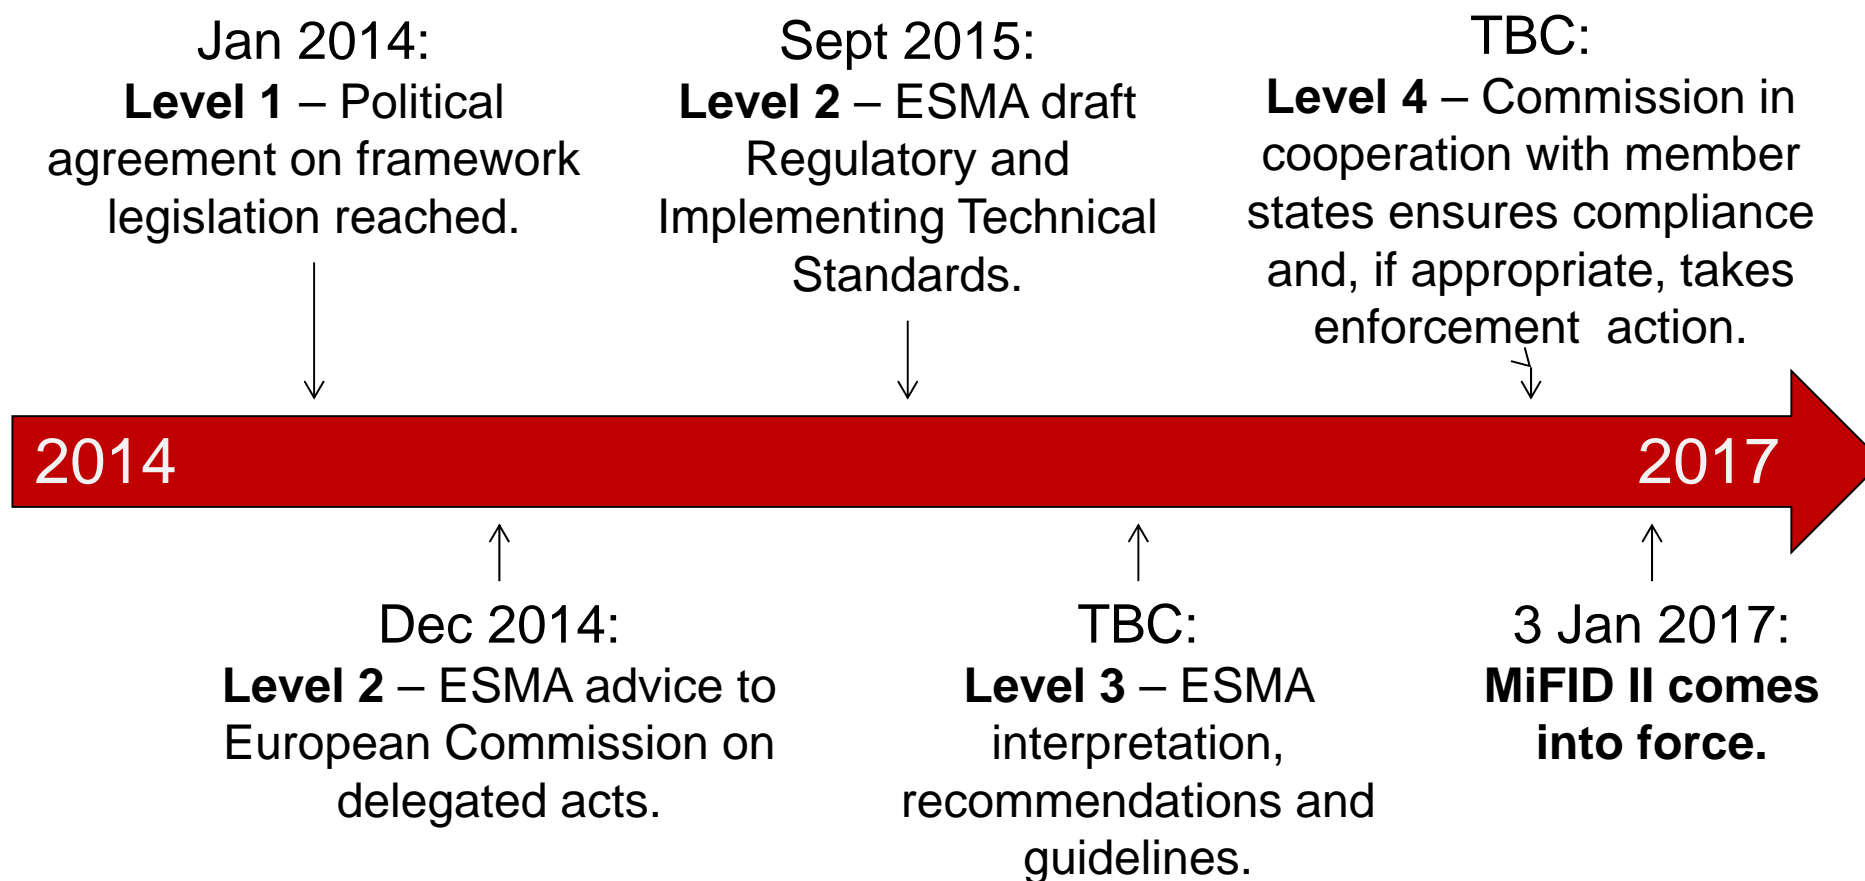 Jan 2014:
Level 1 – Political
agreement on framework
legislation reached.
Sept 2015:
Level 2 – ESMA draft
Regulatory and
Implementing Technical
Standards.
TBC:
Level 4 – Commission in
cooperation with member
states ensures compliance
and, if appropriate, takes
enforcement  action.
2014
2017
Dec 2014:
Level 2 – ESMA advice to
European Commission on
delegated acts.
TBC:
Level 3 – ESMA
interpretation,
recommendations and
guidelines.
3 Jan 2017:
MiFID II comes
into force.